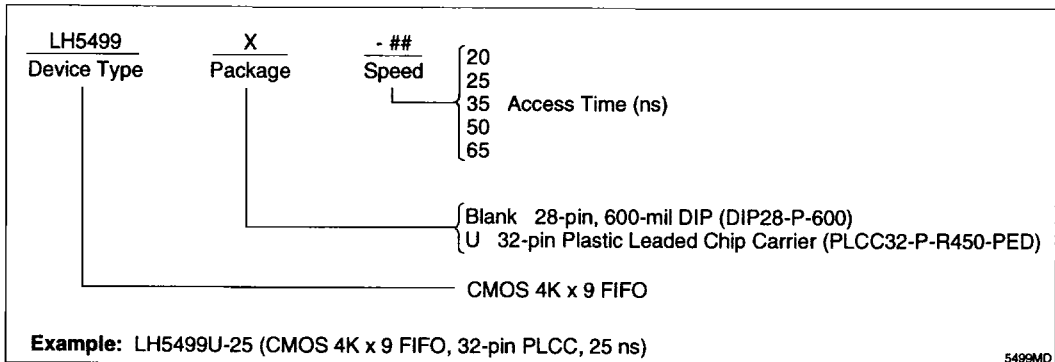 LH5499 X - ##
Device Type Package Speed
20
25
35 Access Time (ns)
50
65
Blank 28-pin, 600-mil DIP (DIP28-P-600)
U 32-pin Plastic Leaded Chip Carrier (PLCC32-P-R450-PED)
CMOS 4K x 9 FIFO
Example: LH5499U-25 (CMOS 4K x 9 FIFO, 32-pin PLCC, 25 ns)
5499MD